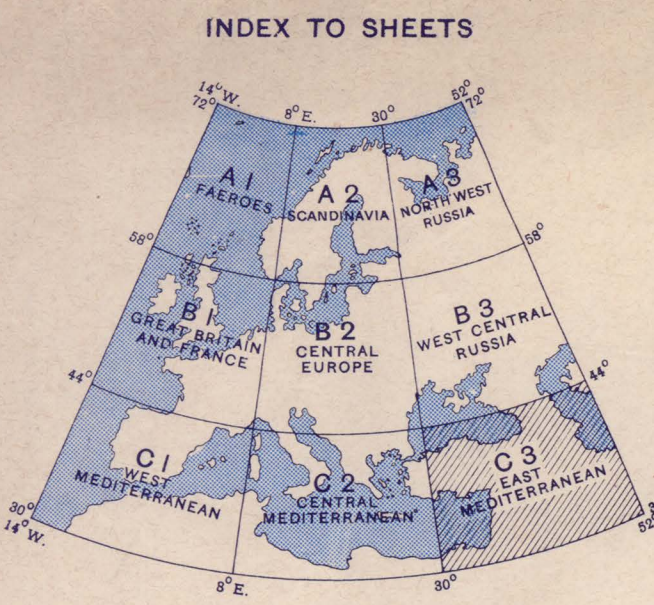 INDEX TO SHEETS
14° W.
72°
8° E.
30°
52°
72°
A 1
FAEROES
A 2
SCANDINAVIA
A 3
NORTH WEST
RUSSIA
58°
58°
B 1
GREAT BRITAIN
AND FRANCE
B 2
CENTRAL
EUROPE
B 3
WEST CENTRAL
RUSSIA
44°
44°
C 1
WEST
MEDITERRANEAN
C 2
CENTRAL
MEDITERRANEAN
C 3
EAST
MEDITERRANEAN
30°
14° W.
8° E.
30°
52